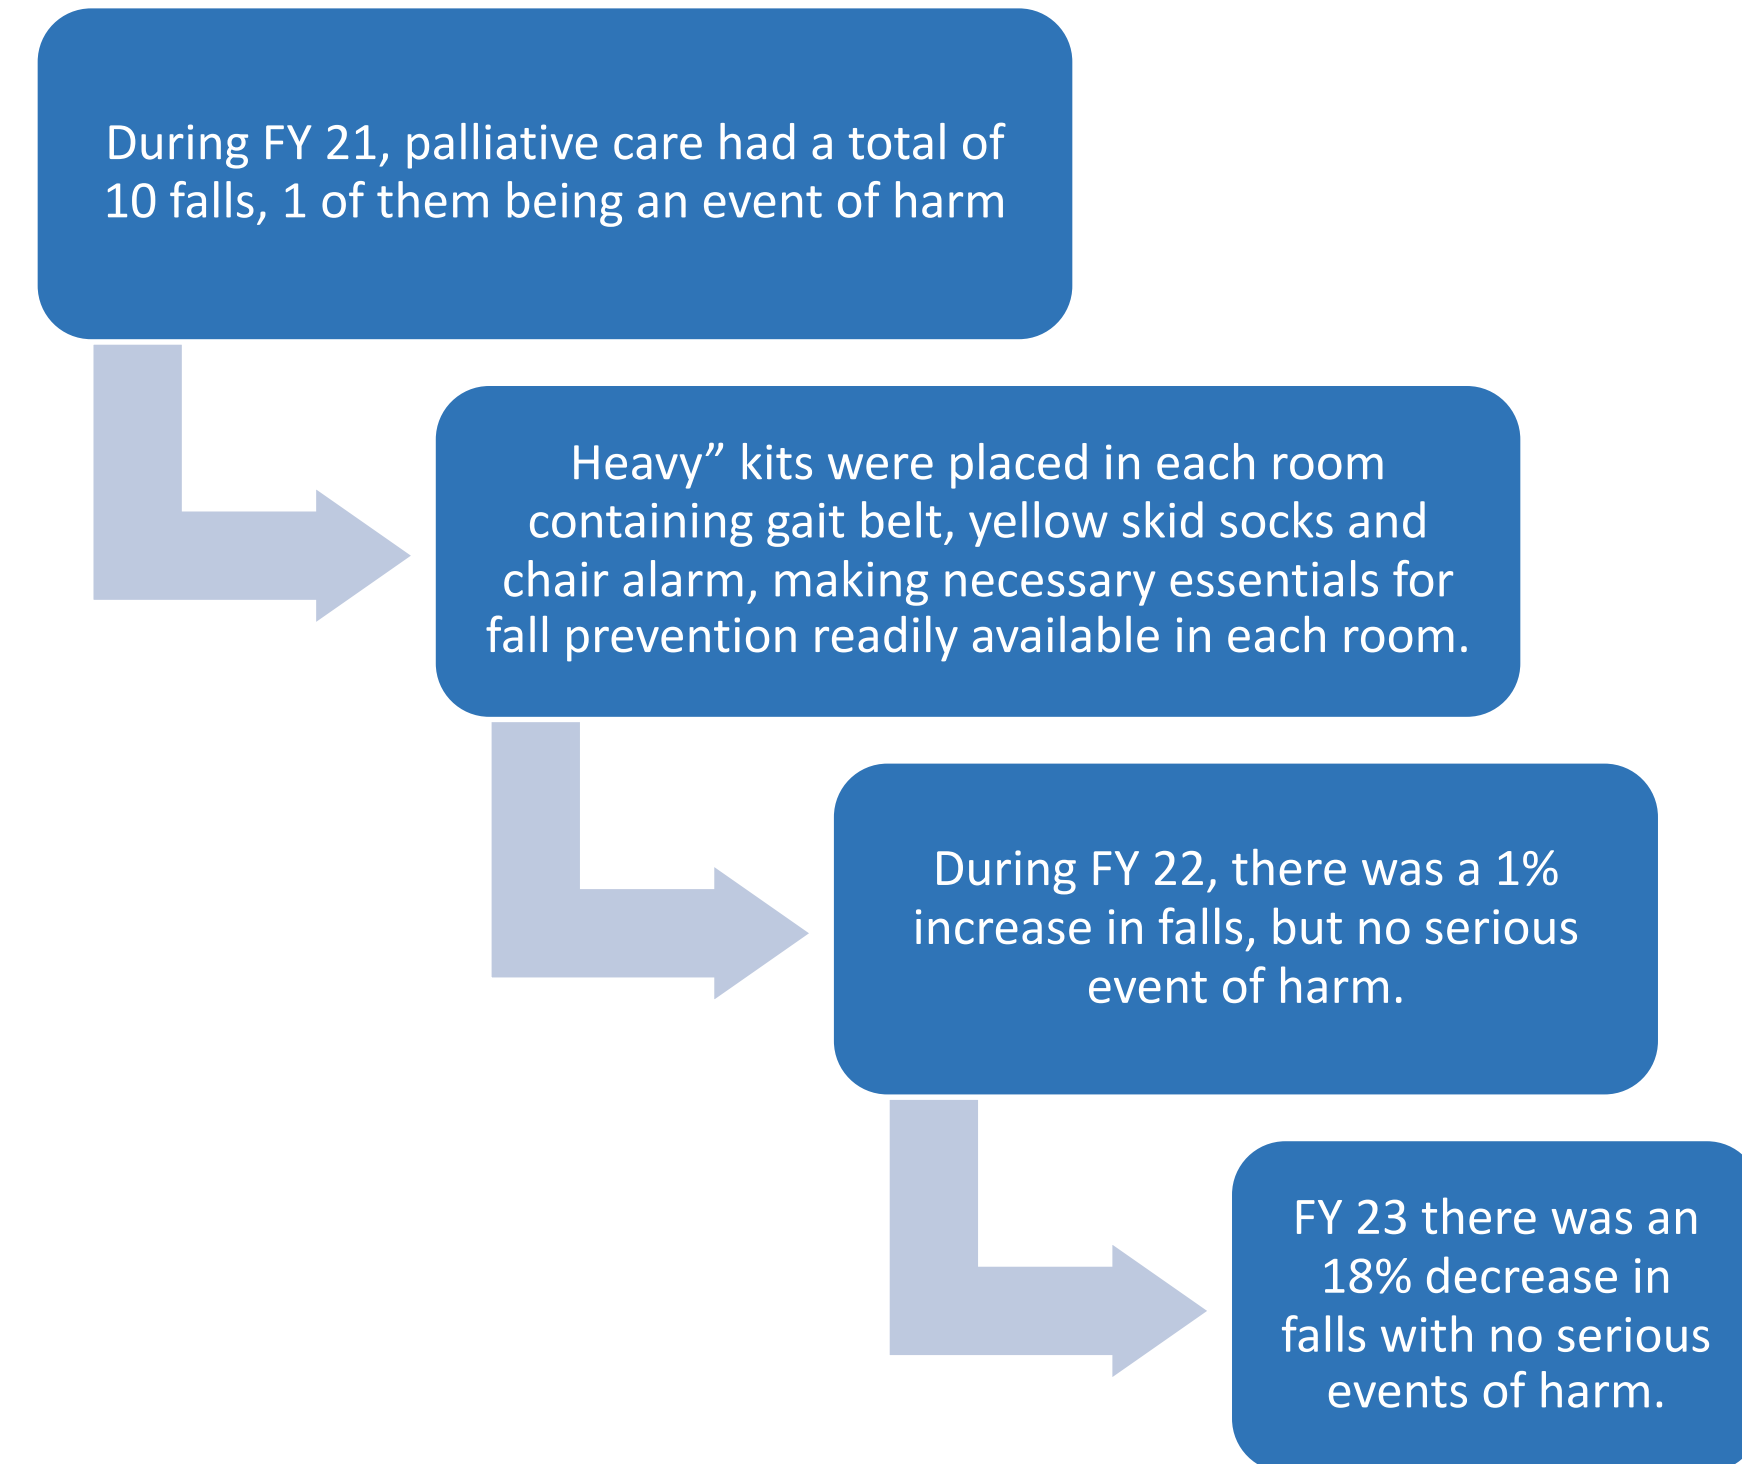 During FY 21, palliative care had a total of
10 falls, 1 of them being an event of harm
Heavy” kits were placed in each room
containing gait belt, yellow skid socks and
chair alarm, making necessary essentials for
fall prevention readily available in each room.
During FY 22, there was a 1%
increase in falls, but no serious
event of harm.
FY 23 there was an
18% decrease in
falls with no serious
events of harm.